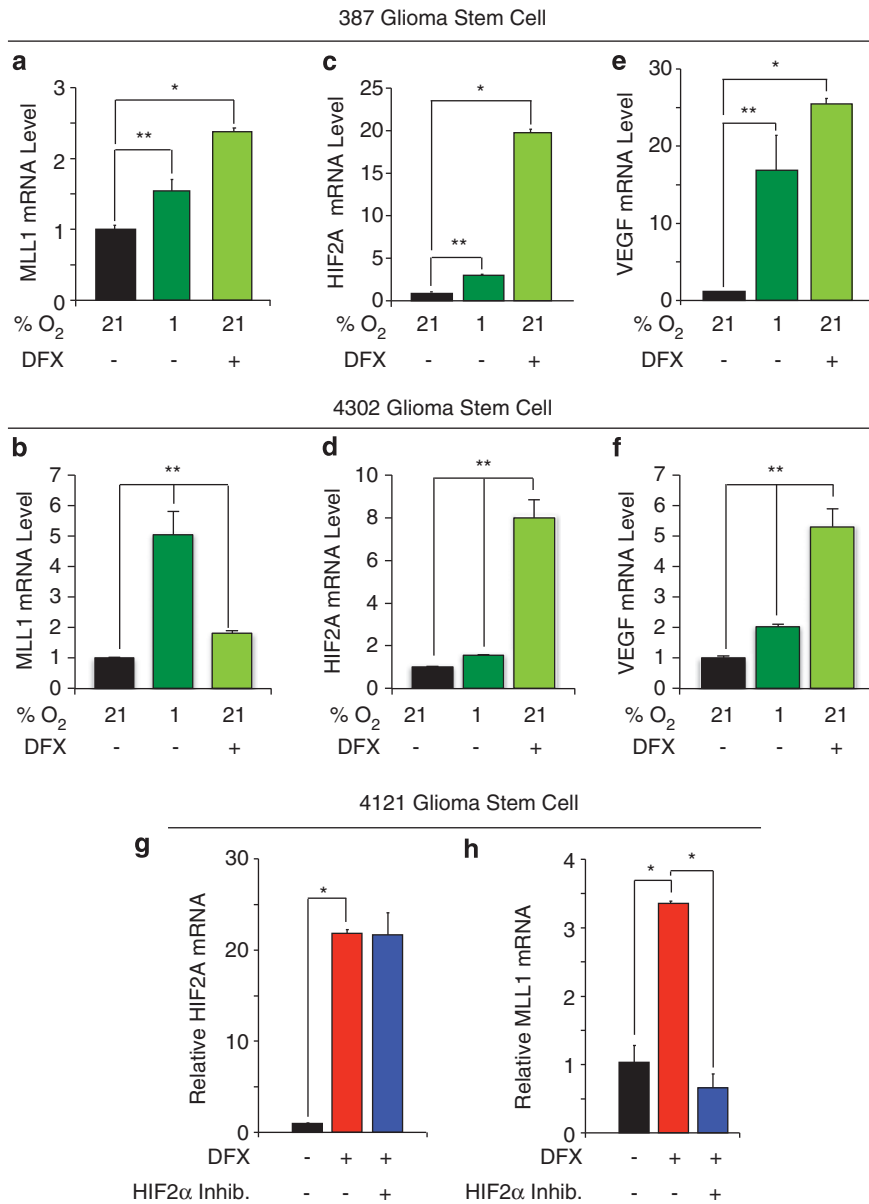 387 Glioma Stem Cell
a
MLL1 mRNA Level
3
2
1
0
*
**
% O2 21 1 21
DFX - - +
c
HIF2A mRNA Level
25
20
15
10
5
0
*
**
% O2 21 1 21
DFX - - +
e
VEGF mRNA Level
30
20
10
0
*
**
% O2 21 1 21
DFX - - +
4302 Glioma Stem Cell
b
MLL1 mRNA Level
7
6
5
4
3
2
1
0
**
% O2 21 1 21
DFX - - +
d
HIF2A mRNA Level
10
8
6
4
2
0
**
% O2 21 1 21
DFX - - +
f
VEGF mRNA Level
7
6
5
4
3
2
1
0
**
% O2 21 1 21
DFX - - +
4121 Glioma Stem Cell
g
Relative HIF2A mRNA
30
20
10
0
*
DFX - + +
HIF2α Inhib. - - +
h
Relative MLL1 mRNA
4
3
2
1
0
*
*
DFX - + +
HIF2α Inhib. - - +